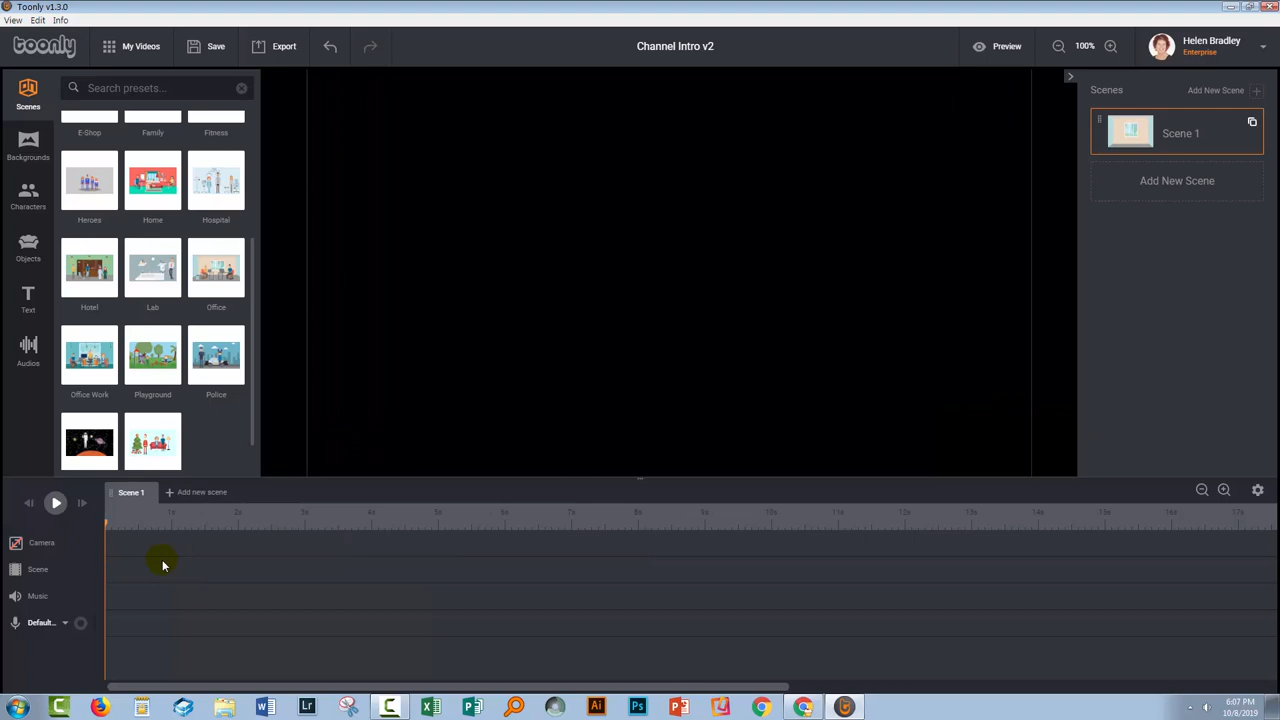 Toonly v1.3.0
View Edit Info
toonly
My Videos
Save
Export
Channel Intro v2
Preview
100%
Helen Bradley
Enterprise
Scenes
Backgrounds
Characters
Objects
Text
Audios
Search presets...
E-Shop Family Fitness
Heroes Home Hospital
Hotel Lab Office
Office Work Playground Police
Scenes
Add New Scene
Scene 1
Add New Scene
Scene 1
Add new scene
1s 2s 3s 4s 5s 6s 7s 8s 9s 10s 11s 12s 13s 14s 15s 16s 17s
Camera
Scene
Music
Default...
6:07 PM
10/8/2019